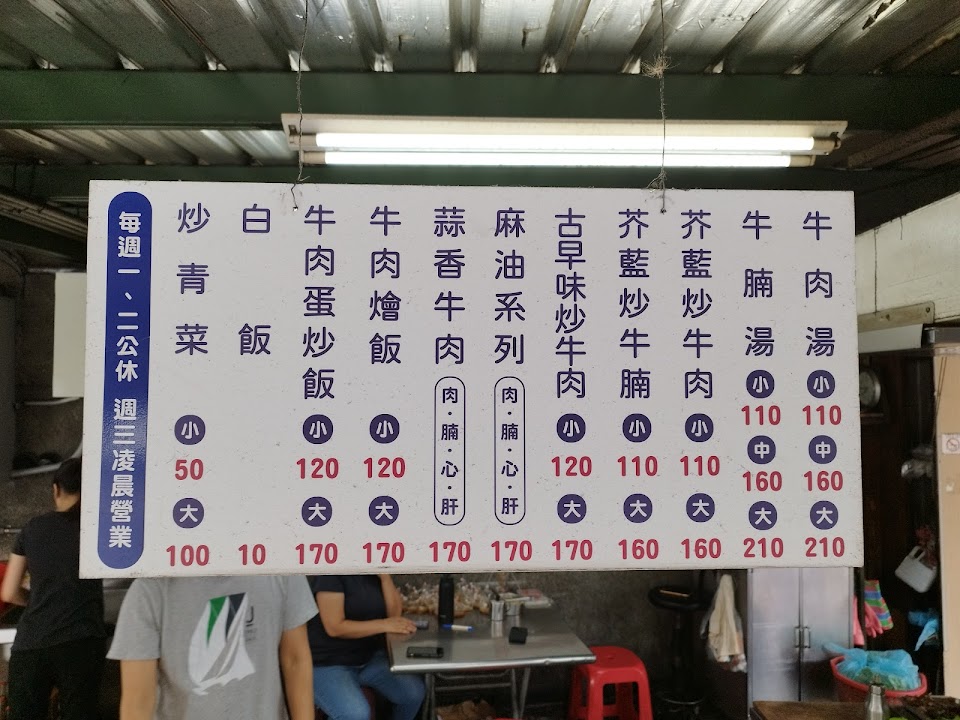 牛肉湯 小 110 中 160 大 210
牛腩湯 小 110 中 160 大 210
芥藍炒牛肉 小 110 大 160
芥藍炒牛腩 小 110 大 160
古早味炒牛肉 小 120 大 170
麻油系列 肉·腩·心·肝 170
蒜香牛肉 肉·腩·心·肝 170
牛肉燴飯 小 120 大 170
牛肉蛋炒飯 小 120 大 170
白飯 10
炒青菜 小 50 大 100
每週一、二公休 週三凌晨營業